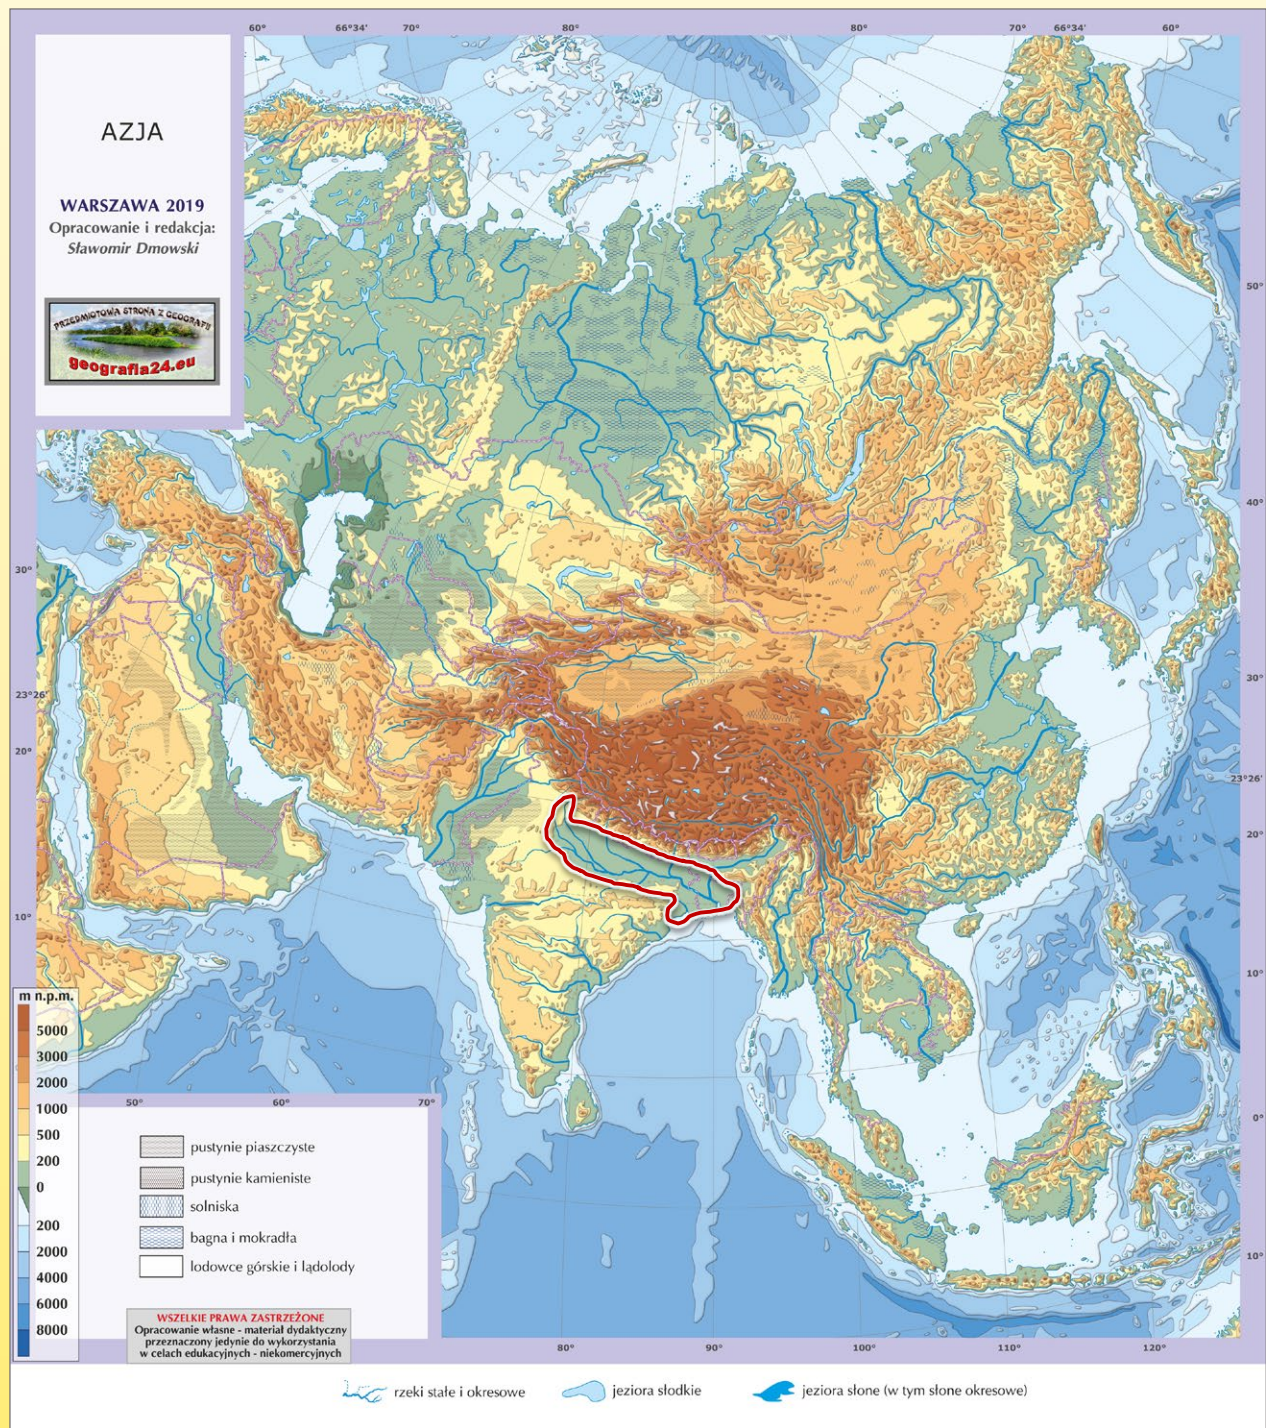 60°
66°34'
70°
80°
80°
70°
66°34'
60°
AZJA
WARSZAWA 2019
Opracowanie i redakcja:
Sławomir Dmowski
PRZEDMIOTOWA STRONA Z GEOGRAFII
geografia24.eu
50°
40°
30°
30°
23°26'
20°
23°26'
20°
10°
10°
0°
10°
m n.p.m.
5000
3000
2000
1000
500
200
0
200
2000
4000
6000
8000
50°
60°
70°
pustynie piaszczyste
pustynie kamieniste
solniska
bagna i mokradła
lodowce górskie i lądolody
WSZELKIE PRAWA ZASTRZEŻONE
Opracowanie własne - materiał dydaktyczny
przeznaczony jedynie do wykorzystania
w celach edukacyjnych - niekomercyjnych
80°
90°
100°
110°
120°
rzeki stałe i okresowe
jeziora słodkie
jeziora słone (w tym słone okresowe)